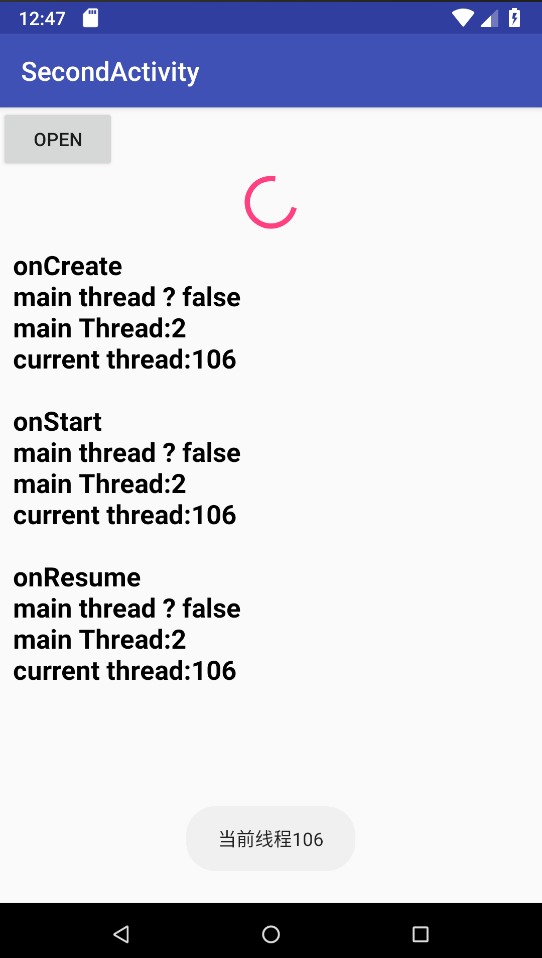 12:47
SecondActivity
OPEN
onCreate
main thread ? false
main Thread:2
current thread:106
onStart
main thread ? false
main Thread:2
current thread:106
onResume
main thread ? false
main Thread:2
current thread:106
当前线程106